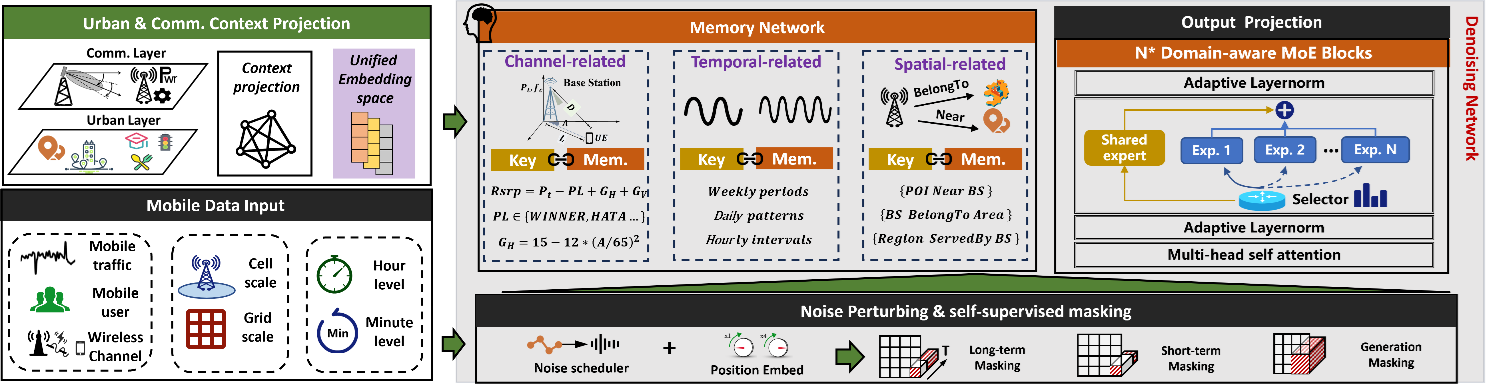 Urban & Comm. Context Projection
Comm. Layer
Pwr
Urban Layer
Context
projection
Unified
Embedding
space
Mobile Data Input
Mobile
traffic
Mobile
user
Wireless
Channel
Cell
scale
Grid
scale
Hour
level
Min
Minute
level
Memory Network
Channel-related
Base Station
UE
Key
Mem.
Rsrp = P_t − PL + G_H + G_V
PL ∈ {WINNER, HATA ...}
G_H = 15 − 12 * (A/65)²
Temporal-related
Key
Mem.
Weekly periods
Daily patterns
Hourly intervals
Spatial-related
BelongTo
Near
Key
Mem.
{POI Near BS}
{BS BelongTo Area}
{Region ServedBy BS}
Output Projection
N* Domain-aware MoE Blocks
Adaptive Layernorm
Shared
expert
Exp. 1
Exp. 2
...
Exp. N
Selector
Adaptive Layernorm
Multi-head self attention
Denoising Network
Noise Perturbing & self-supervised masking
Noise scheduler
+
Position Embed
T
Long-term
Masking
Short-term
Masking
Generation
Masking